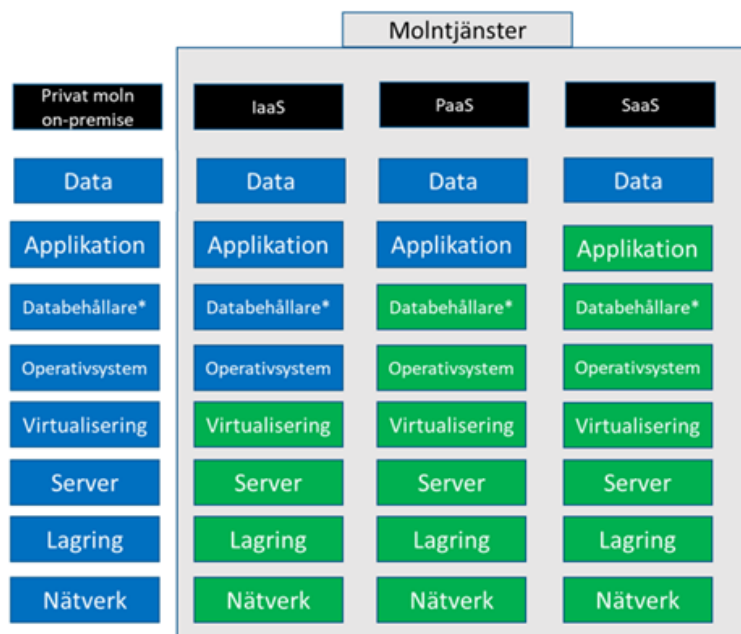 Molntjänster
Privat moln
on-premise
IaaS
PaaS
SaaS
Data
Data
Data
Data
Applikation
Applikation
Applikation
Applikation
Databehållare*
Databehållare*
Databehållare*
Databehållare*
Operativsystem
Operativsystem
Operativsystem
Operativsystem
Virtualisering
Virtualisering
Virtualisering
Virtualisering
Server
Server
Server
Server
Lagring
Lagring
Lagring
Lagring
Nätverk
Nätverk
Nätverk
Nätverk